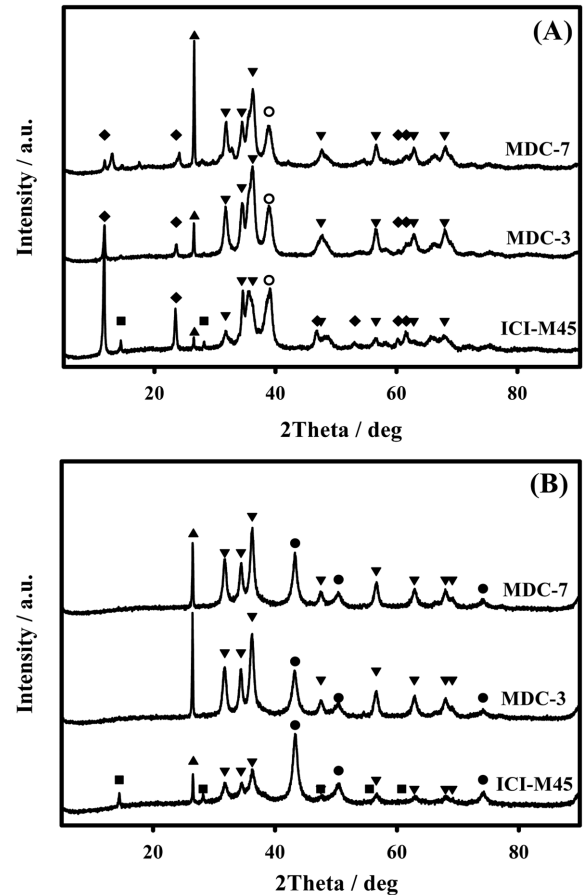 (A)
Intensity / a.u.
MDC-7
MDC-3
ICI-M45
20 40 60 80
2Theta / deg
(B)
Intensity / a.u.
MDC-7
MDC-3
ICI-M45
20 40 60 80
2Theta / deg